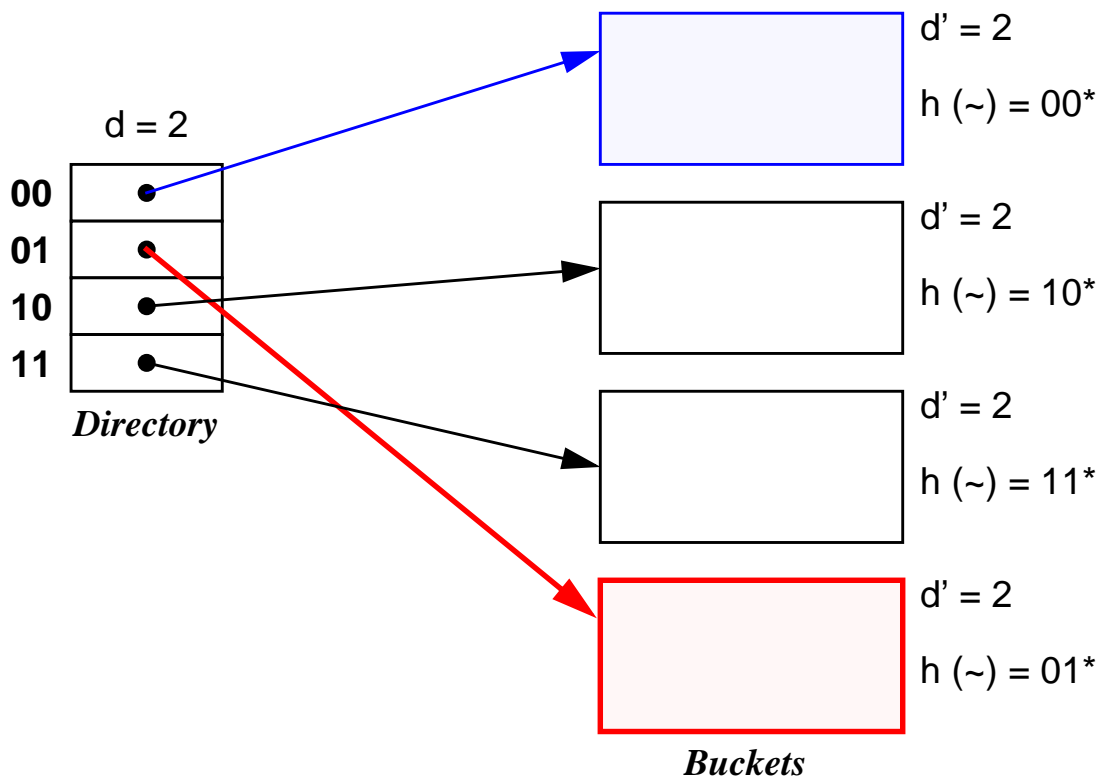 d = 2
00
01
10
11
Directory
d’ = 2
h (~) = 00*
d’ = 2
h (~) = 10*
d’ = 2
h (~) = 11*
d’ = 2
h (~) = 01*
Buckets